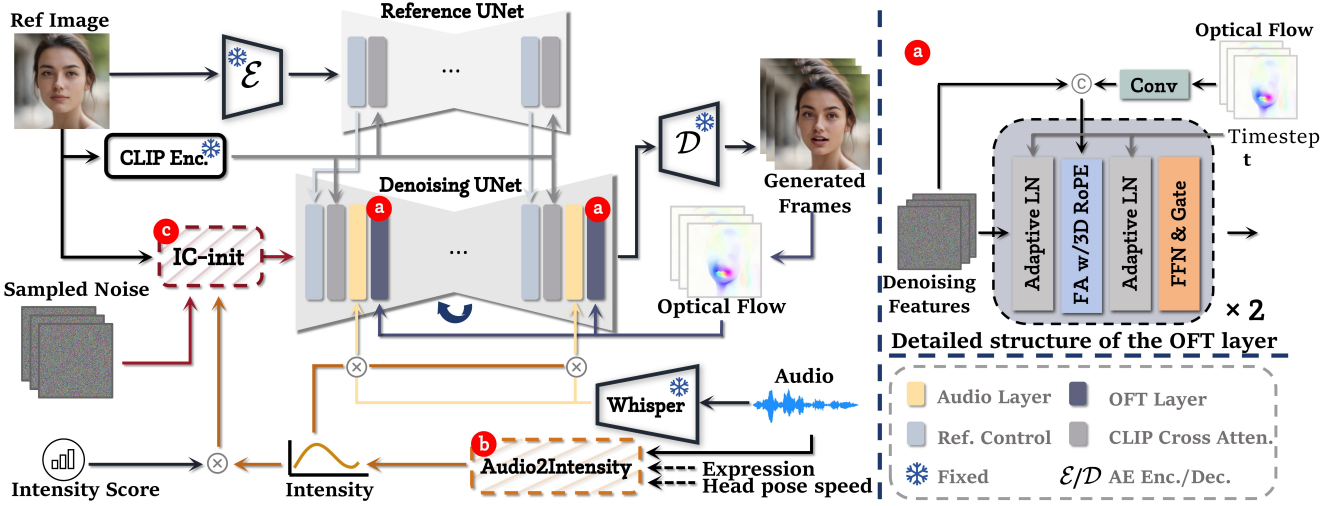 Reference UNet
Ref Image
ℰ
...
CLIP Enc.
Denoising UNet
𝒟
Generated
Frames
a
a
c
IC-init
...
Sampled Noise
Optical Flow
Audio
Whisper
b
Audio2Intensity
Expression
Head pose speed
Intensity Score
Intensity
a
Optical Flow
C
Conv
Timestep
t
Adaptive LN
FA w/3D RoPE
Adaptive LN
FFN & Gate
Denoising
Features
× 2
Detailed structure of the OFT layer
Audio Layer
OFT Layer
Ref. Control
CLIP Cross Atten.
Fixed
ℰ/𝒟 AE Enc./Dec.